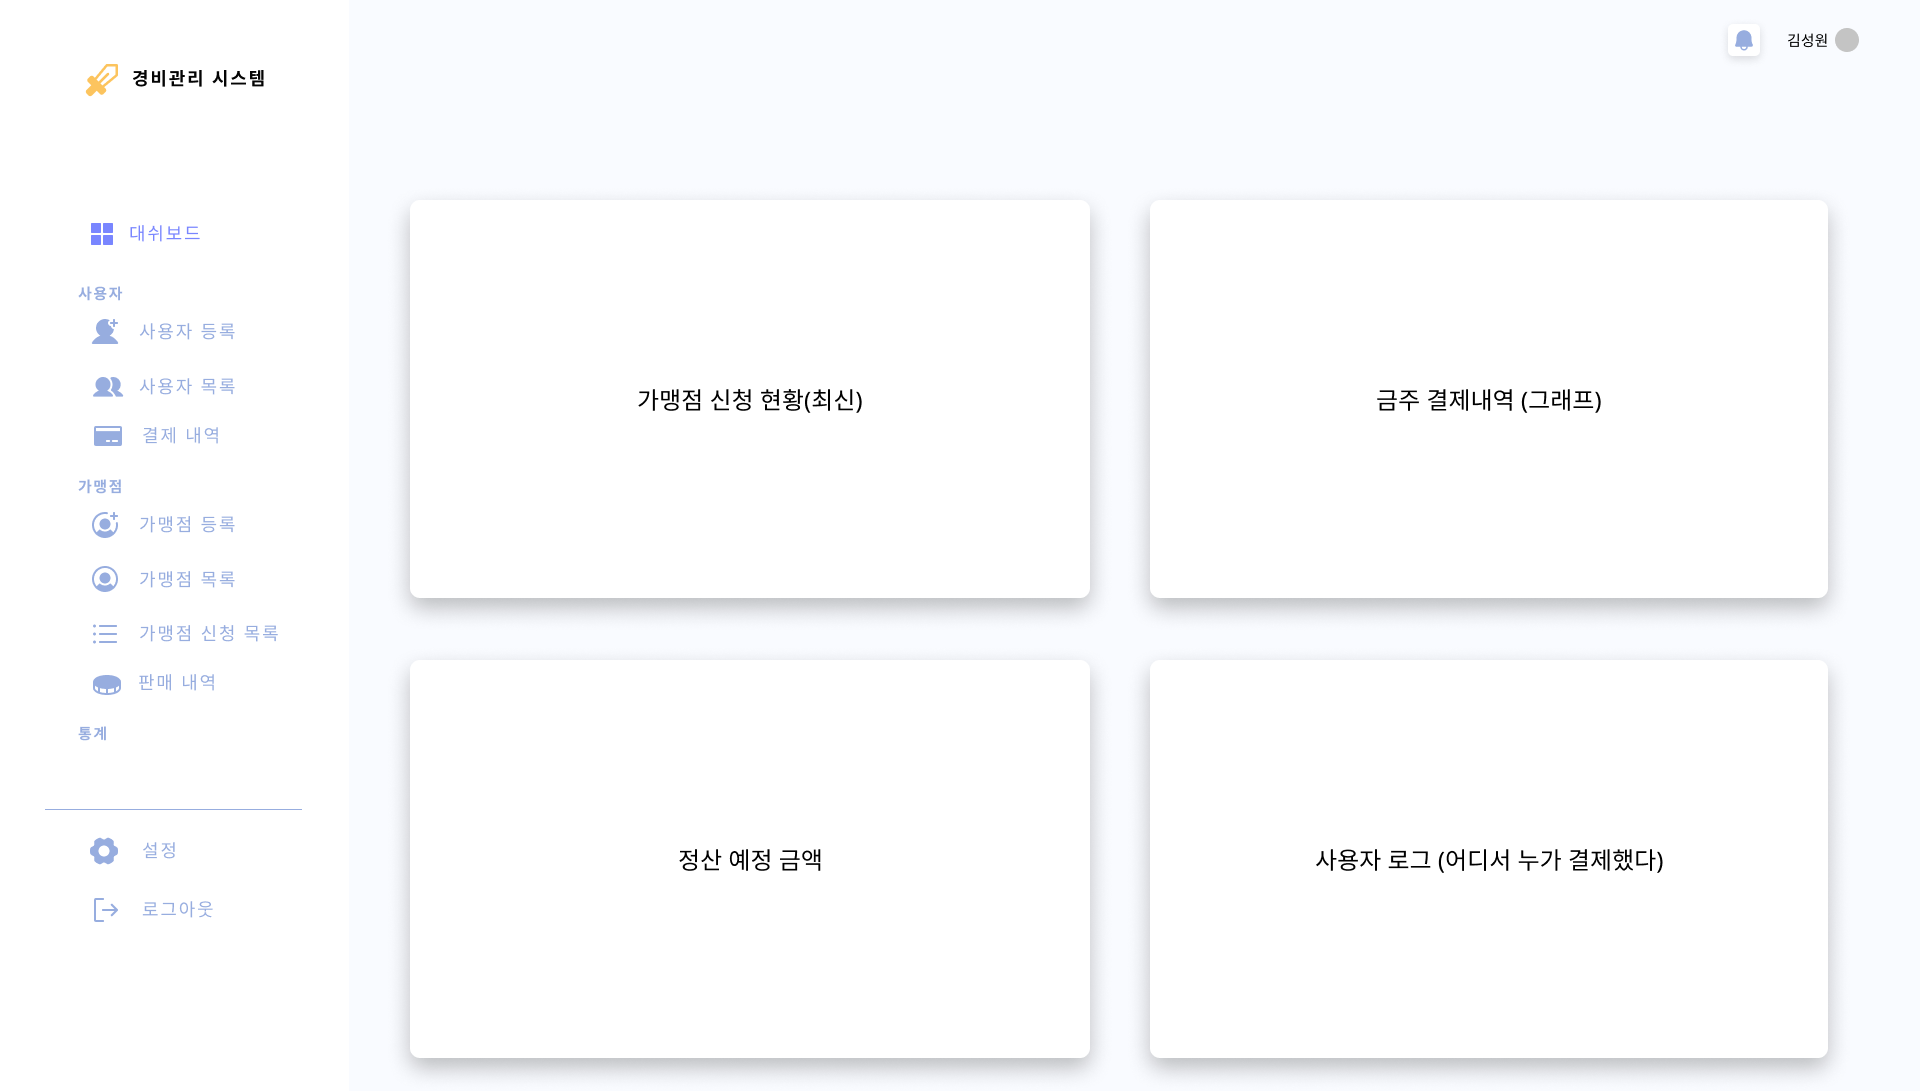 경비관리 시스템
김성원
대쉬보드
사용자
사용자 등록
사용자 목록
결제 내역
가맹점
가맹점 등록
가맹점 목록
가맹점 신청 목록
판매 내역
통계
설정
로그아웃
가맹점 신청 현황(최신)
금주 결제내역 (그래프)
정산 예정 금액
사용자 로그 (어디서 누가 결제했다)